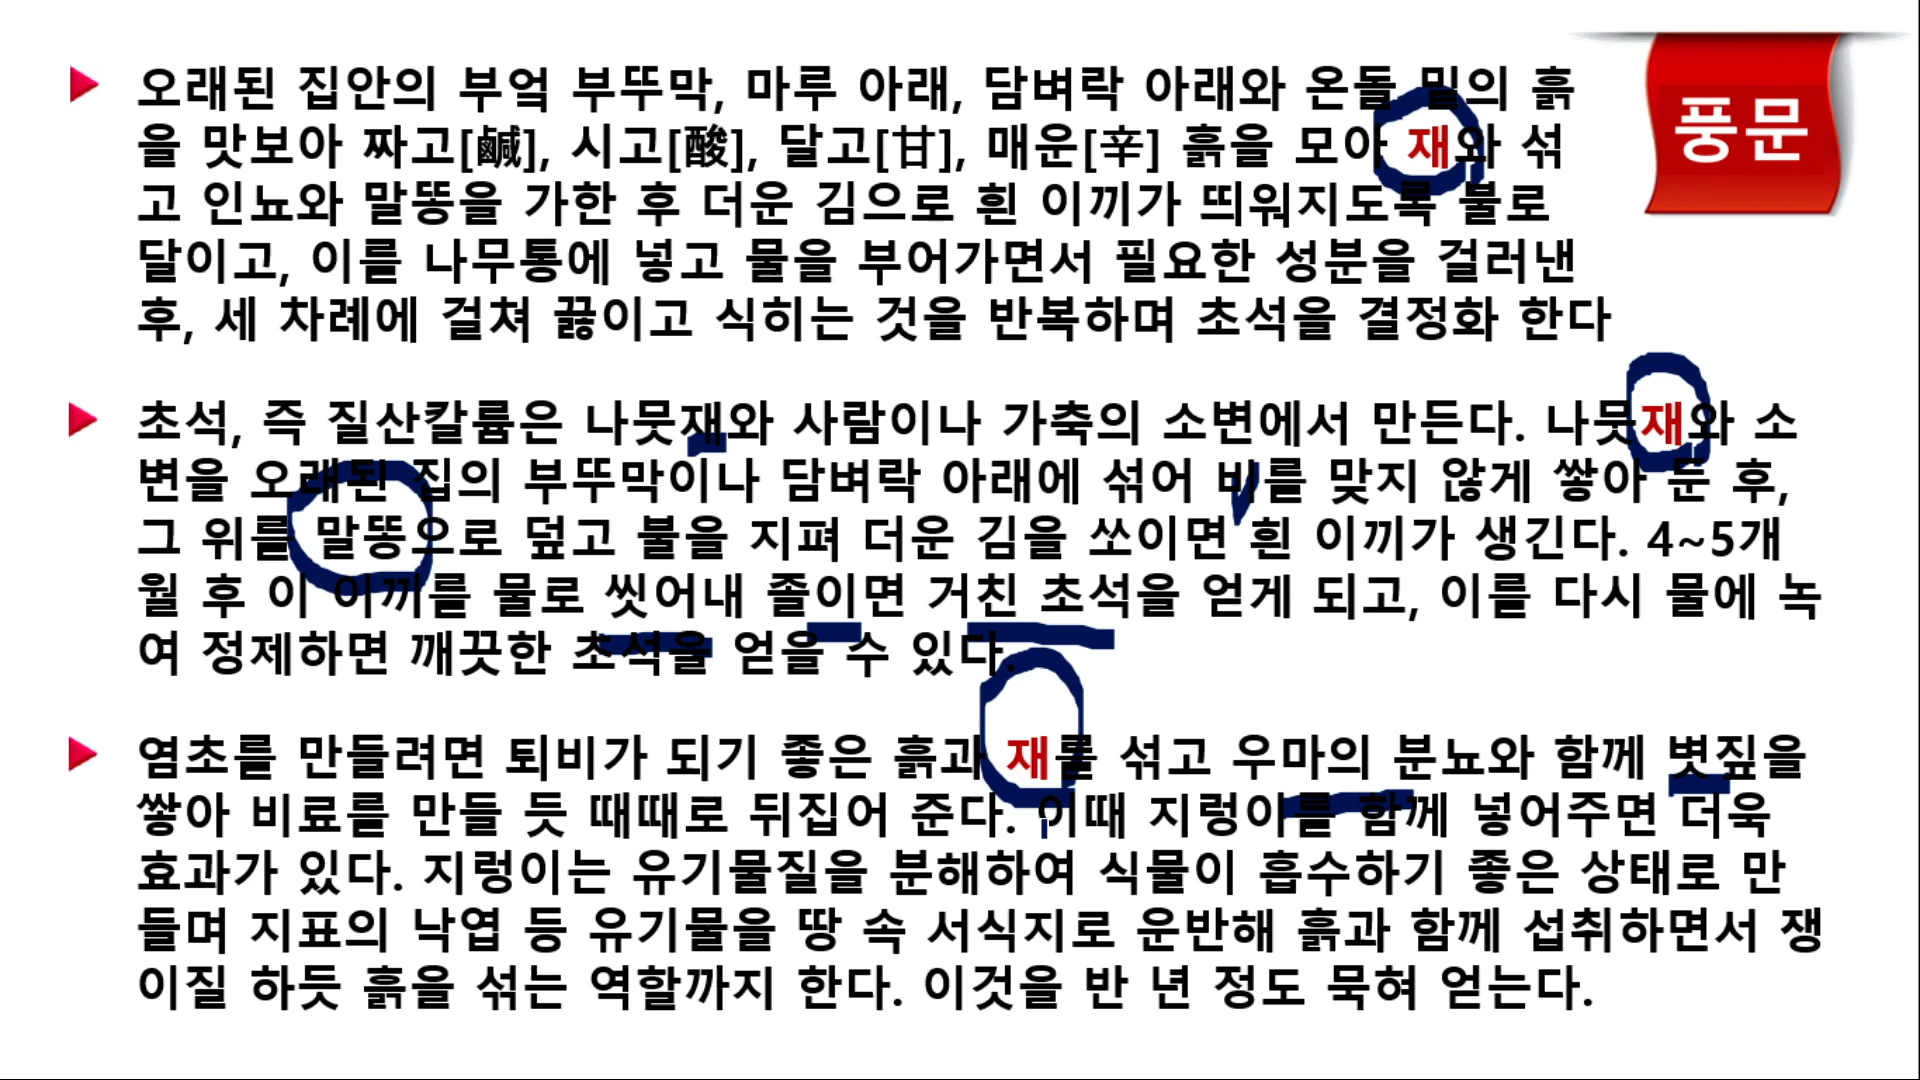 오래된 집안의 부엌 부뚜막, 마루 아래, 담벼락 아래와 온돌 밑의 흙
을 맛보아 짜고[鹹], 시고[酸], 달고[甘], 매운[辛] 흙을 모아 재와 섞
고 인뇨와 말똥을 가한 후 더운 김으로 흰 이끼가 띄워지도록 불로
달이고, 이를 나무통에 넣고 물을 부어가면서 필요한 성분을 걸러낸
후, 세 차례에 걸쳐 끓이고 식히는 것을 반복하며 초석을 결정화 한다
풍문
초석, 즉 질산칼륨은 나뭇재와 사람이나 가축의 소변에서 만든다. 나뭇재와 소
변을 오래된 집의 부뚜막이나 담벼락 아래에 섞어 비를 맞지 않게 쌓아 둔 후,
그 위를 말똥으로 덮고 불을 지펴 더운 김을 쏘이면 흰 이끼가 생긴다. 4~5개
월 후 이 이끼를 물로 씻어내 졸이면 거친 초석을 얻게 되고, 이를 다시 물에 녹
여 정제하면 깨끗한 초석을 얻을 수 있다.
염초를 만들려면 퇴비가 되기 좋은 흙과 재를 섞고 우마의 분뇨와 함께 볏짚을
쌓아 비료를 만들 듯 때때로 뒤집어 준다. 이때 지렁이를 함께 넣어주면 더욱
효과가 있다. 지렁이는 유기물질을 분해하여 식물이 흡수하기 좋은 상태로 만
들며 지표의 낙엽 등 유기물을 땅 속 서식지로 운반해 흙과 함께 섭취하면서 쟁
이질 하듯 흙을 섞는 역할까지 한다. 이것을 반 년 정도 묵혀 얻는다.